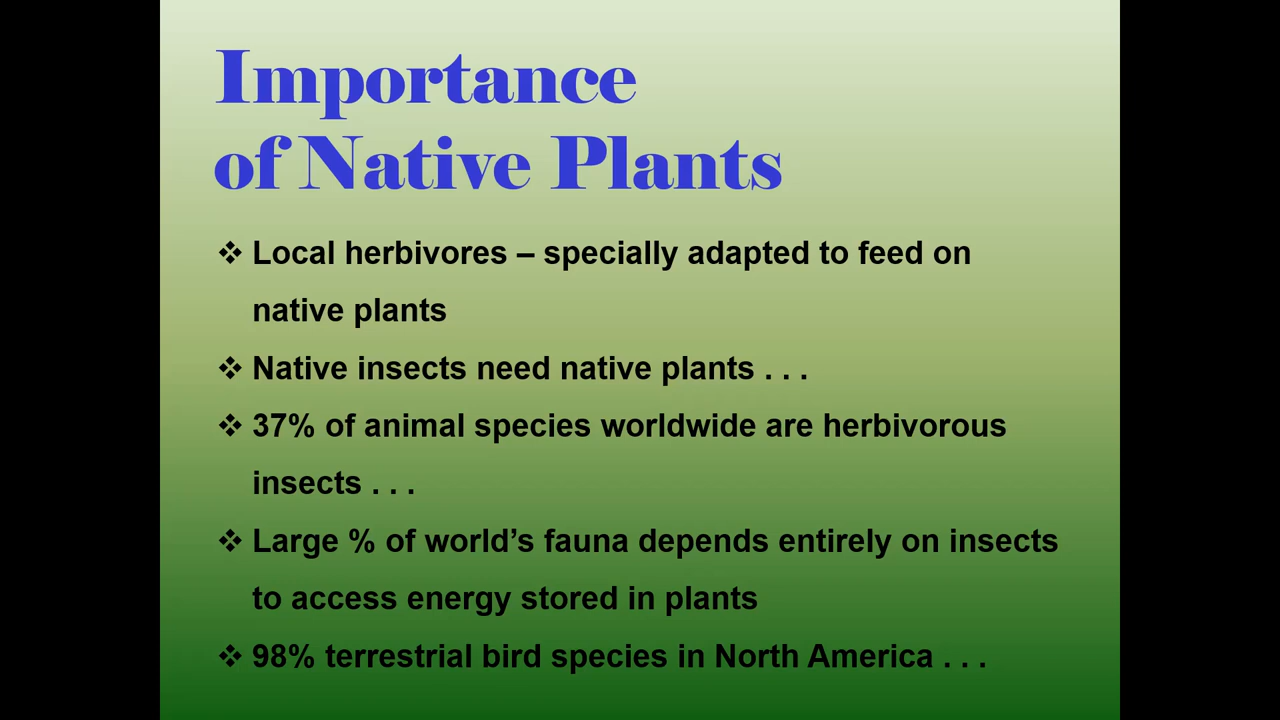 Importance
of Native Plants
❖ Local herbivores – specially adapted to feed on
native plants
❖ Native insects need native plants . . .
❖ 37% of animal species worldwide are herbivorous
insects . . .
❖ Large % of world’s fauna depends entirely on insects
to access energy stored in plants
❖ 98% terrestrial bird species in North America . . .